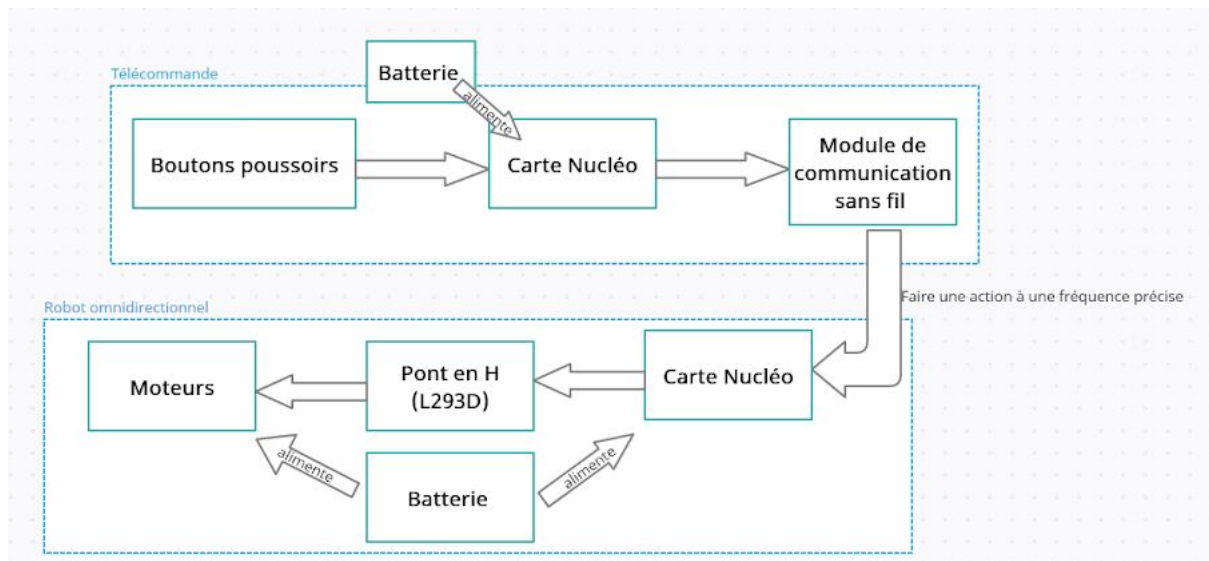 Télécommande
Batterie
alimente
Boutons poussoirs
Carte Nucléo
Module de
communication
sans fil
Faire une action à une fréquence précise
Robot omnidirectionnel
Moteurs
Pont en H
(L293D)
Carte Nucléo
alimente
Batterie
alimente